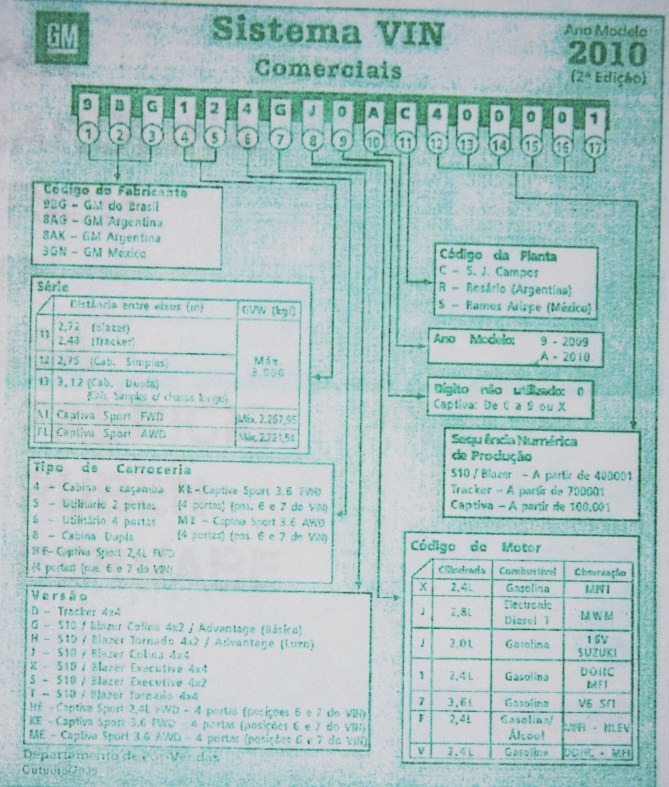 GM
Sistema VIN
Comerciais
Ano Modelo
2010
(2ª Edição)
9 B G 1 2 4 G J 0 A C 4 0 0 0 0 1
1 2 3 4 5 6 7 8 9 10 11 12 13 14 15 16 17
Código do Fabricante
9BG - GM do Brasil
8AG - GM Argentina
8AK - GM Argentina
3GN - GM México
Código da Planta
C - S. J. Campos
R - Rosário (Argentina)
S - Ramos Arizpe (México)
Ano Modelo: 9 - 2009
A - 2010
Dígito não utilizado: 0
Captiva: De 0 a 9 ou X
Sequência Numérica
de Produção
S10 / Blazer - A partir de 400001
Tracker - A partir de 700001
Captiva - A partir de 100.001
Série
Distância entre eixos (m) GVW (kgf)
11 2,72 (Blazer)
2,48 (Tracker)
12 2,75 (Cab. Simples)
Máx.
3.000
13 3,12 (Cab. Dupla)
(Cab. Simples c/ chassis longo)
AL Captiva Sport FWD Máx. 2.267,95
FL Captiva Sport AWD Máx. 2.721,54
Tipo de Carroceria
4 - Cabina e caçamba
5 - Utilitário 2 portas
6 - Utilitário 4 portas
8 - Cabina Dupla
HF- Captiva Sport 2,4L FWD
(4 portas) (pos. 6 e 7 do VIN)
KE - Captiva Sport 3.6 FWD
(4 portas) (pos. 6 e 7 do VIN)
ME - Captiva Sport 3.6 AWD
(4 portas) (pos. 6 e 7 do VIN)
Versão
D - Tracker 4x4
G - S10 / Blazer Colina 4x2 / Advantage (Básico)
H - S10 / Blazer Tornado 4x2 / Advantage (Luxo)
J - S10 / Blazer Colina 4x4
K - S10 / Blazer Executive 4x4
S - S10 / Blazer Executive 4x2
T - S10 / Blazer Tornado 4x4
HF - Captiva Sport 2,4L FWD - 4 portas (posições 6 e 7 do VIN)
KE - Captiva Sport 3.6 FWD - 4 portas (posições 6 e 7 do VIN)
ME - Captiva Sport 3.6 AWD - 4 portas (posições 6 e 7 do VIN)
Código do Motor
Cilindrada Combustível Observação
X 2,4L Gasolina MPFI
J 2,8L Electronic Diesel T MWM
J 2,0L Gasolina 16V SUZUKI
1 2,4L Gasolina DOHC MFI
7 3,6L Gasolina V6 SFI
F 2,4L Gasolina/ Álcool MPFI - NLEV
V 3,4L Gasolina DOHC - MFI
Departamento de Pós-Vendas
Outubro/2009